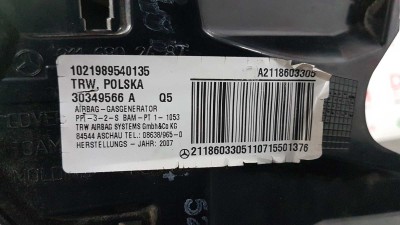 1021989540135
A2118603305
TRW, POLSKA
30349566 A Q5
AIRBAG-GASGENERATOR
PPI-3-2-S BAM-PT 1-1053
TRW AIRBAG SYSTEMS GmbH&Co KG
84544 ASCHAU TEL.: 08638/965-0
HERSTELLUNGS - JAHR: 2007
2118603305110715501376